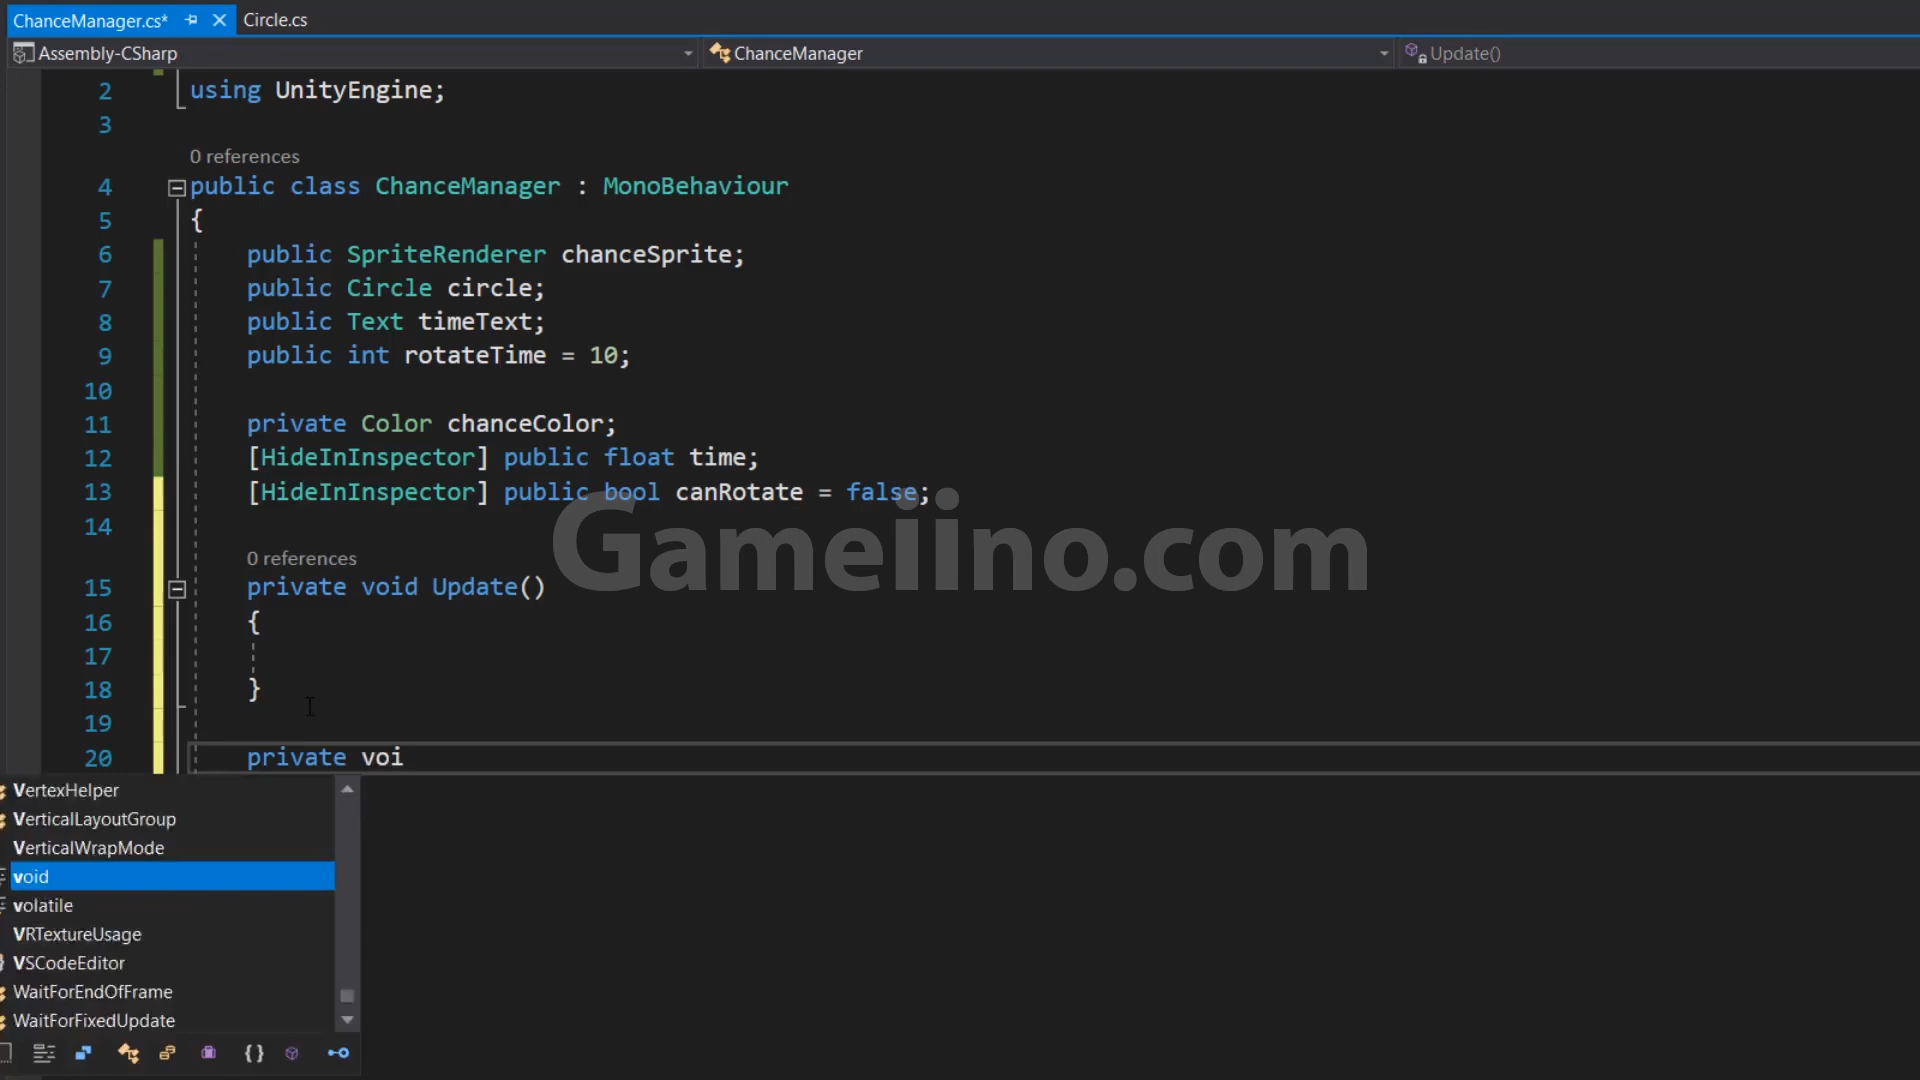 ChanceManager.cs* Circle.cs
Assembly-CSharp ChanceManager Update()
2 using UnityEngine;
3
0 references
4 public class ChanceManager : MonoBehaviour
5 {
6 public SpriteRenderer chanceSprite;
7 public Circle circle;
8 public Text timeText;
9 public int rotateTime = 10;
10
11 private Color chanceColor;
12 [HideInInspector] public float time;
13 [HideInInspector] public bool canRotate = false;
14
Gameiino.com
0 references
15 private void Update()
16 {
17
18 }
19
20 private voi
VertexHelper
VerticalLayoutGroup
VerticalWrapMode
void
volatile
VRTextureUsage
VSCodeEditor
WaitForEndOfFrame
WaitForFixedUpdate